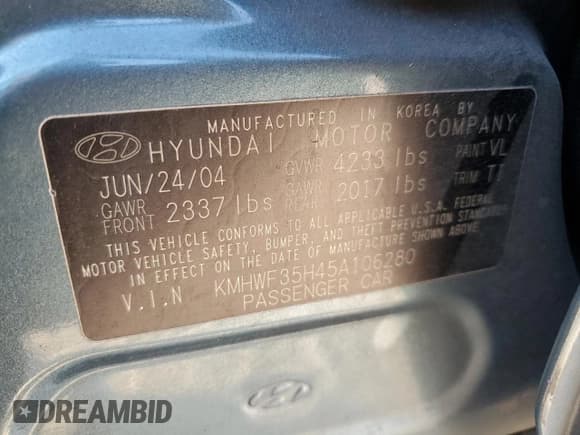 MANUFACTURED IN KOREA BY
HYUNDAI MOTOR COMPANY
JUN/24/04 GVWR 4233 lbs PAINT VL
GAWR FRONT 2337 lbs GAWR REAR 2017 lbs TRIM TT
THIS VEHICLE CONFORMS TO ALL APPLICABLE U.S.A. FEDERAL
MOTOR VEHICLE SAFETY, BUMPER, AND THEFT PREVENTION STANDARDS
IN EFFECT ON THE DATE OF MANUFACTURE SHOWN ABOVE.
V.I.N KMHWF35H45A106280
PASSENGER CAR
DREAMBID